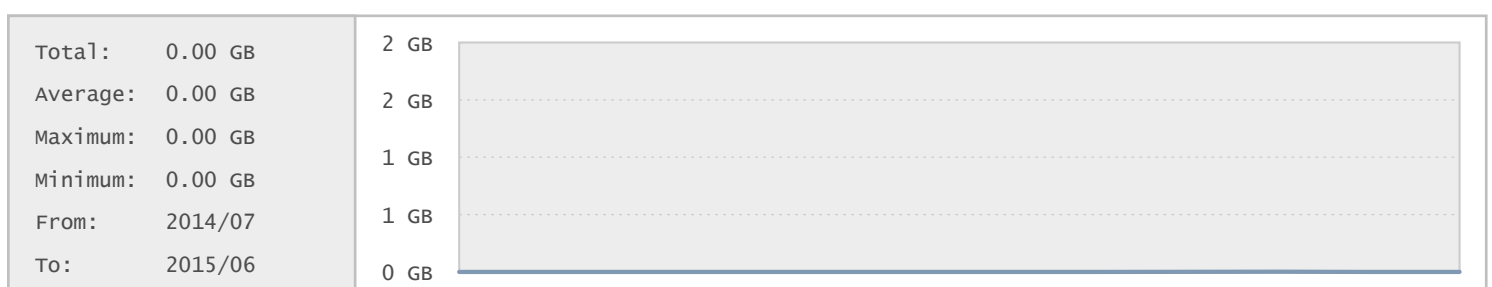 Total: 0.00 GB
Average: 0.00 GB
Maximum: 0.00 GB
Minimum: 0.00 GB
From: 2014/07
To: 2015/06
2 GB
2 GB
1 GB
1 GB
0 GB